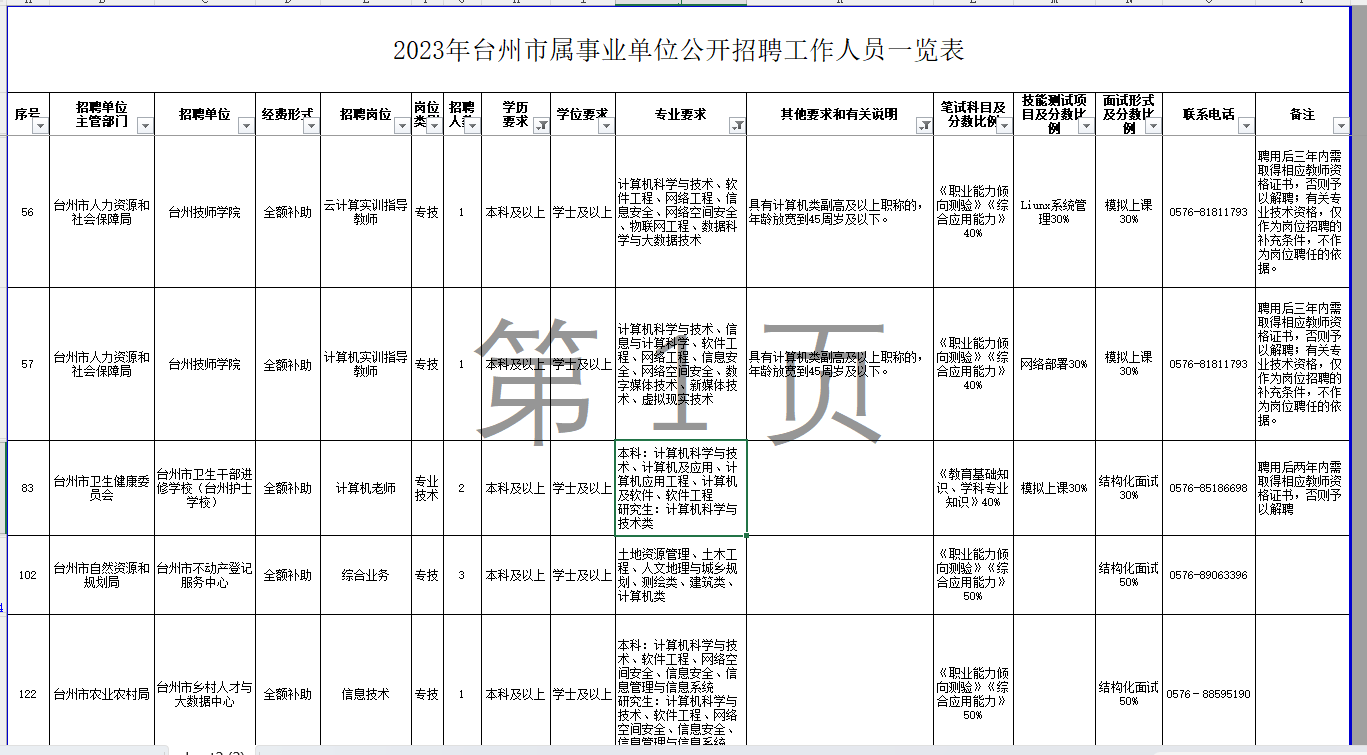 2023年台州市属事业单位公开招聘工作人员一览表
序号
招聘单位
主管部门
招聘单位
经费形式
招聘岗位
岗位
类别
招聘
人数
学历
要求
学位要求
专业要求
其他要求和有关说明
笔试科目及
分数比例
技能测试项
目及分数比
例
面试形式
及分数比
例
联系电话
备注
56
台州市人力资源和
社会保障局
台州技师学院
全额补助
云计算实训指导
教师
专技
1
本科及以上
学士及以上
计算机科学与技术、软
件工程、网络工程、信
息安全、网络空间安全
、物联网工程、数据科
学与大数据技术
具有计算机类副高及以上职称的，
年龄放宽到45周岁及以下。
《职业能力倾
向测验》《综
合应用能力》
40%
Liunx系统管
理30%
模拟上课
30%
0576-81811793
聘用后三年内需
取得相应教师资
格证书，否则予
以解聘；有关专
业技术资格，仅
作为岗位招聘的
补充条件，不作
为岗位聘任的依
据。
57
台州市人力资源和
社会保障局
台州技师学院
全额补助
计算机实训指导
教师
专技
1
本科及以上
学士及以上
计算机科学与技术、信
息与计算科学、软件工
程、网络工程、信息安
全、网络空间安全、数
字媒体技术、新媒体技
术、虚拟现实技术
具有计算机类副高及以上职称的，
年龄放宽到45周岁及以下。
《职业能力倾
向测验》《综
合应用能力》
40%
网络部署30%
模拟上课
30%
0576-81811793
聘用后三年内需
取得相应教师资
格证书，否则予
以解聘；有关专
业技术资格，仅
作为岗位招聘的
补充条件，不作
为岗位聘任的依
据。
第 1 页
83
台州市卫生健康委
员会
台州市卫生干部进
修学校（台州护士
学校）
全额补助
计算机老师
专业
技术
2
本科及以上
学士及以上
本科：计算机科学与技
术、计算机及应用、计
算机应用工程、计算机
及软件、软件工程
研究生：计算机科学与
技术类
《教育基础知
识、学科专业
知识》40%
模拟上课30%
结构化面试
30%
0576-85186698
聘用后两年内需
取得相应教师资
格证书，否则予
以解聘
102
台州市自然资源和
规划局
台州市不动产登记
服务中心
全额补助
综合业务
专技
3
本科及以上
学士及以上
土地资源管理、土木工
程、人文地理与城乡规
划、测绘类、建筑类、
计算机类
《职业能力倾
向测验》《综
合应用能力》
50%
结构化面试
50%
0576-89063396
122
台州市农业农村局
台州市乡村人才与
大数据中心
全额补助
信息技术
专技
1
本科及以上
学士及以上
本科：计算机科学与技
术、软件工程、网络空
间安全、信息安全、信
息管理与信息系统
研究生：计算机科学与
技术、软件工程、网络
空间安全、信息安全、
信息管理与信息系统
《职业能力倾
向测验》《综
合应用能力》
50%
结构化面试
50%
0576-88595190